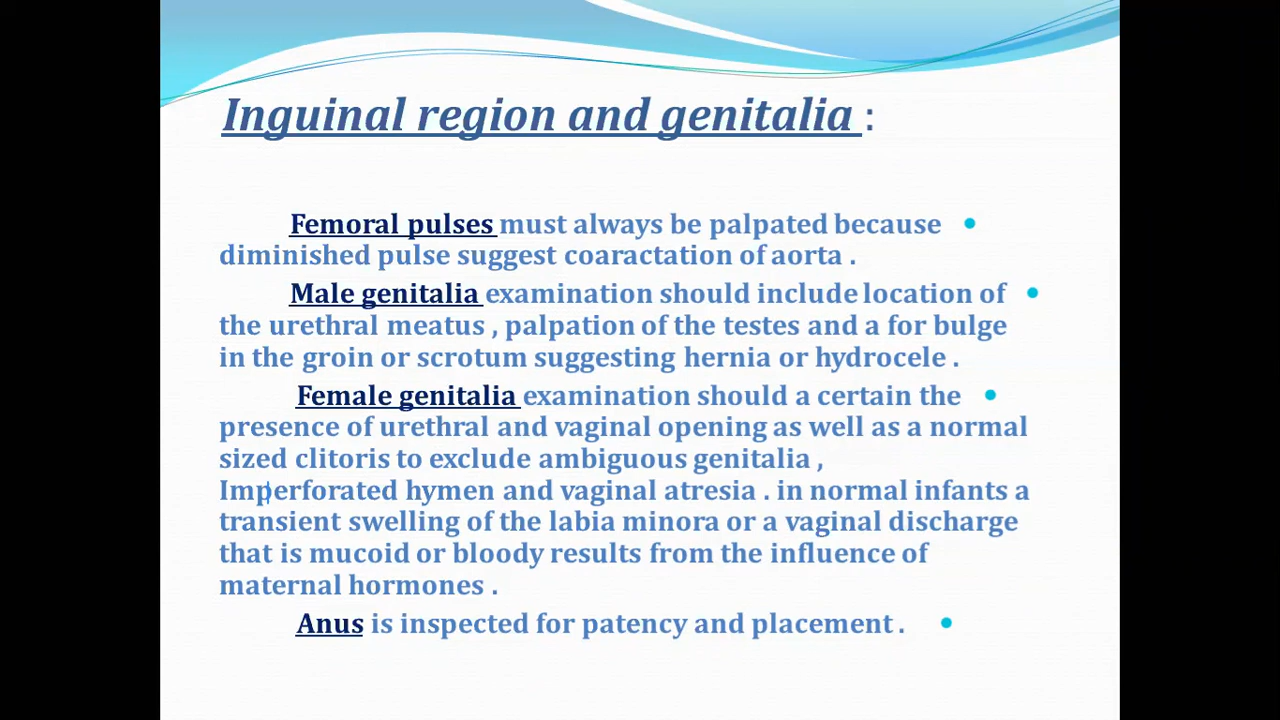 Inguinal region and genitalia :
Femoral pulses must always be palpated because
diminished pulse suggest coaractation of aorta .
Male genitalia examination should include location of
the urethral meatus , palpation of the testes and a for bulge
in the groin or scrotum suggesting hernia or hydrocele .
Female genitalia examination should a certain the
presence of urethral and vaginal opening as well as a normal
sized clitoris to exclude ambiguous genitalia ,
Imperforated hymen and vaginal atresia . in normal infants a
transient swelling of the labia minora or a vaginal discharge
that is mucoid or bloody results from the influence of
maternal hormones .
Anus is inspected for patency and placement .